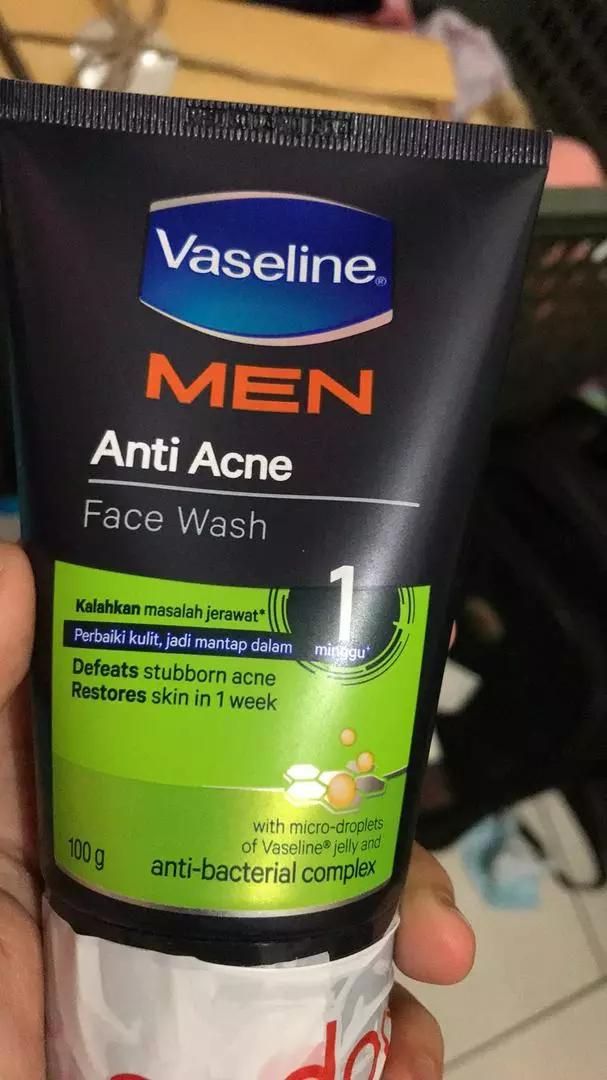 Vaseline®
MEN
Anti Acne
Face Wash
Kalahkan masalah jerawat*
Perbaiki kulit, jadi mantap dalam 1 minggu⁺
Defeats stubborn acne
Restores skin in 1 week
with micro-droplets
of Vaseline® jelly and
anti-bacterial complex
100 g